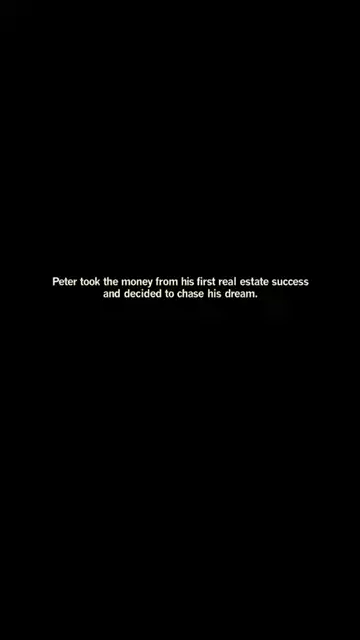 Peter took the money from his first real estate success
and decided to chase his dream.